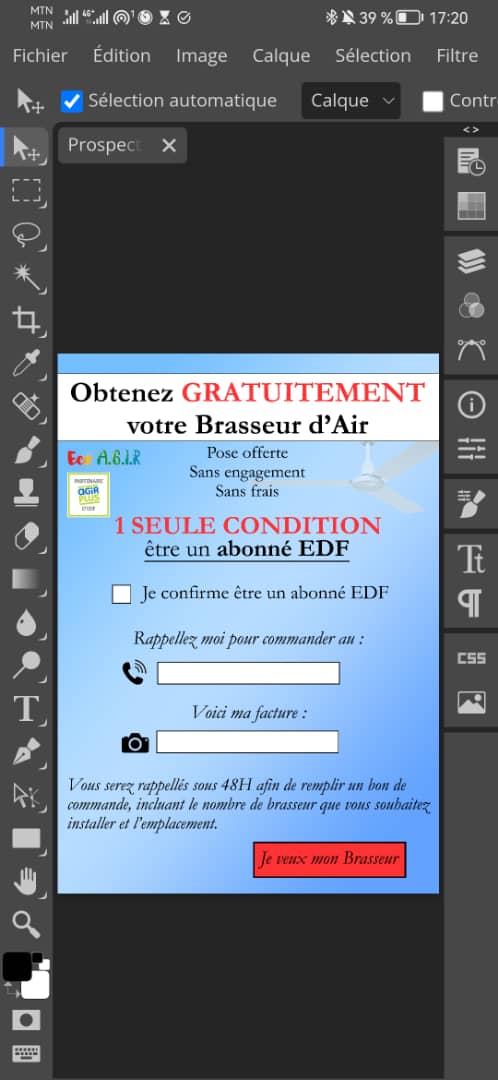 MTN
MTN
4G+
1
39 %
17:20
Fichier Édition Image Calque Sélection Filtre
Sélection automatique Calque Contr
< >
Prospect
Obtenez GRATUITEMENT
votre Brasseur d'Air
Eco A.G.I.R
PARTENAIRE
AGIR
PLUS
D'EDF
Pose offerte
Sans engagement
Sans frais
1 SEULE CONDITION
être un abonné EDF
Je confirme être un abonné EDF
Rappellez moi pour commander au :
Voici ma facture :
Vous serez rappellés sous 48H afin de remplir un bon de
commande, incluant le nombre de brasseur que vous souhaitez
installer et l'emplacement.
Je veux mon Brasseur
T
Tt
¶
CSS